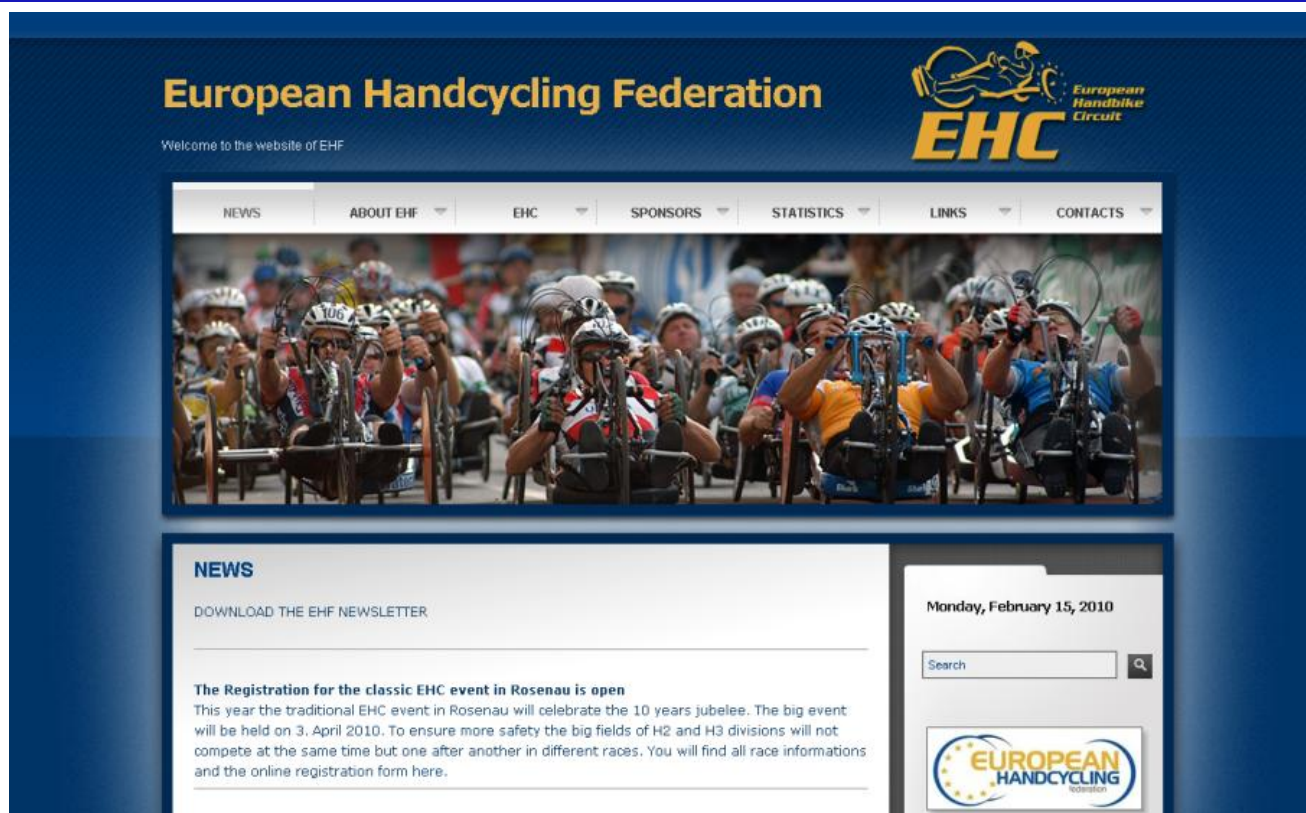 European Handcycling Federation
Welcome to the website of EHF
EHC
European
Handbike
Circuit
NEWS
ABOUT EHF
EHC
SPONSORS
STATISTICS
LINKS
CONTACTS
106
NEWS
DOWNLOAD THE EHF NEWSLETTER
The Registration for the classic EHC event in Rosenau is open
This year the traditional EHC event in Rosenau will celebrate the 10 years jubelee. The big event
will be held on 3. April 2010. To ensure more safety the big fields of H2 and H3 divisions will not
compete at the same time but one after another in different races. You will find all race informations
and the online registration form here.
Monday, February 15, 2010
Search
EUROPEAN
HANDCYCLING
federation